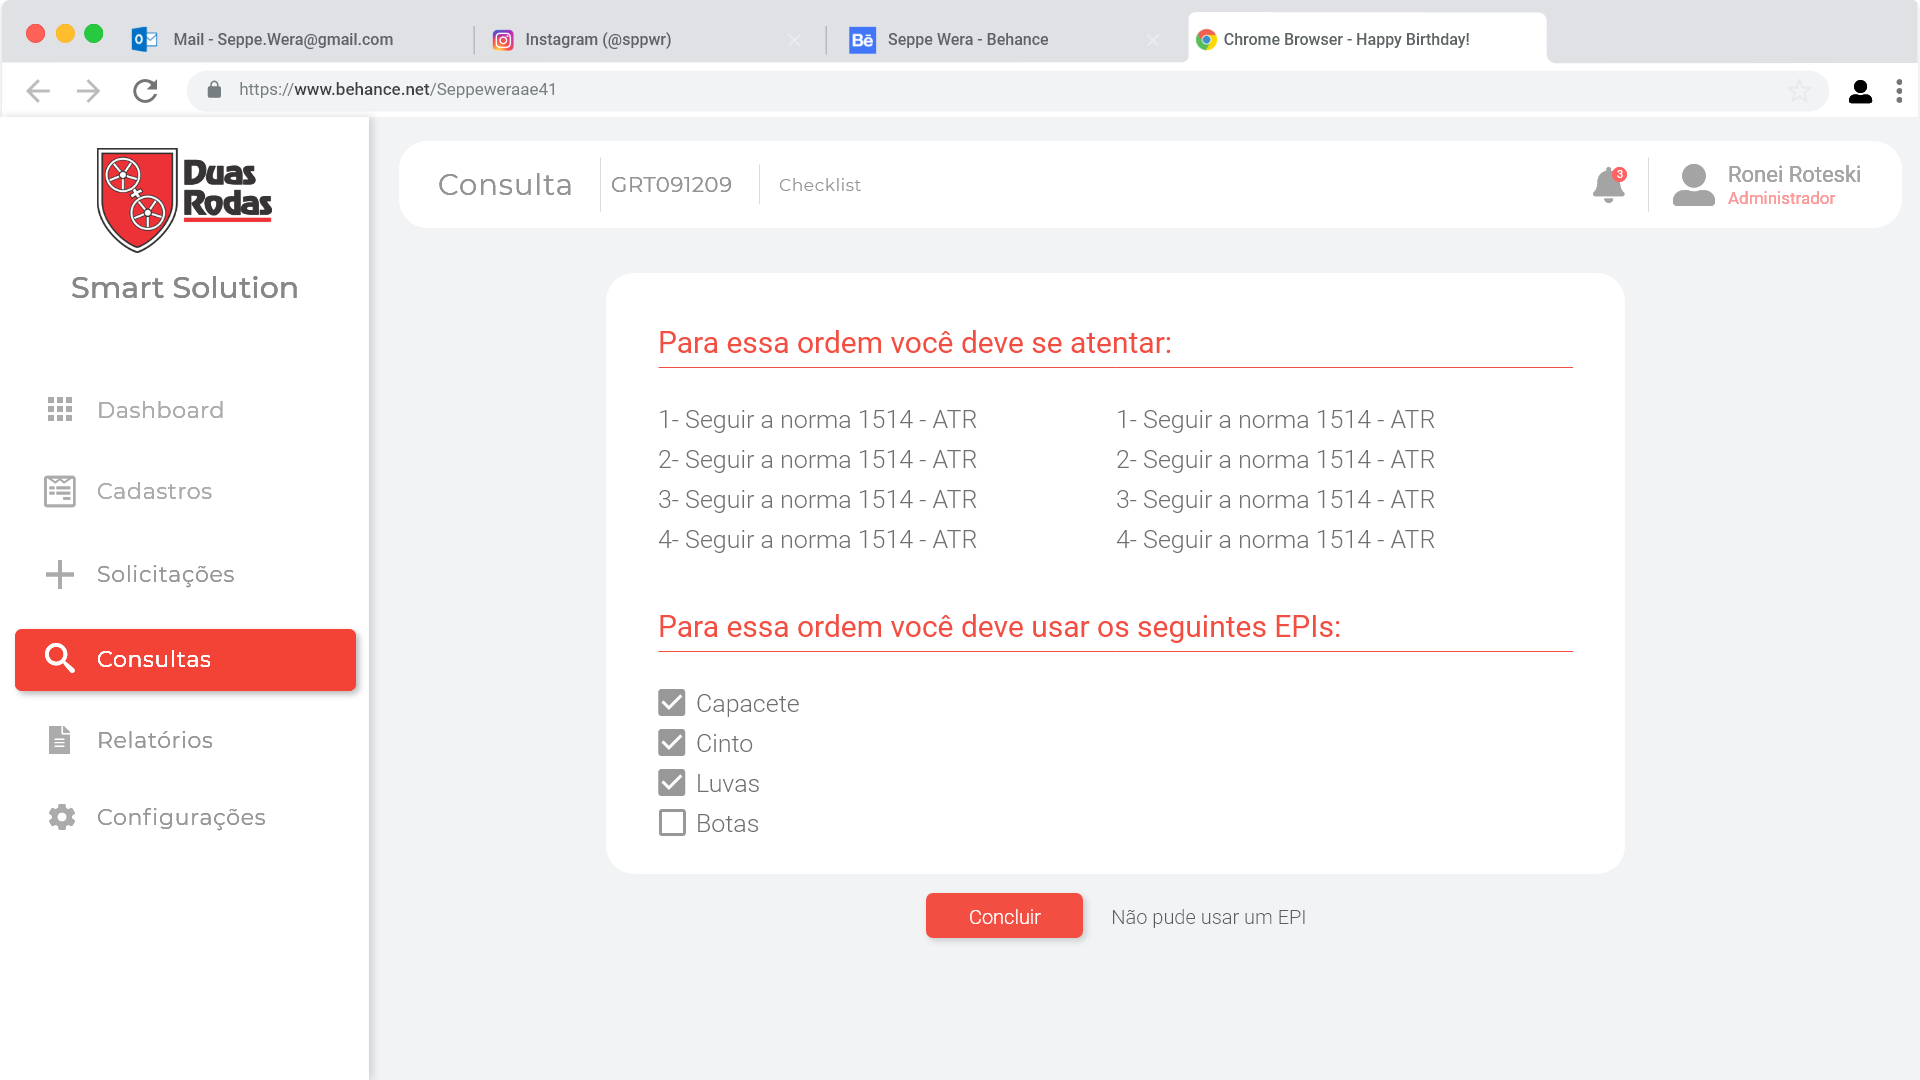 Mail - Seppe.Wera@gmail.com
Instagram (@sppwr)
Seppe Wera - Behance
Chrome Browser - Happy Birthday!
https://www.behance.net/Seppeweraae41
Duas
Rodas
Smart Solution
Dashboard
Cadastros
Solicitações
Consultas
Relatórios
Configurações
Consulta
GRT091209
Checklist
3
Ronei Roteski
Administrador
Para essa ordem você deve se atentar:
1- Seguir a norma 1514 - ATR
2- Seguir a norma 1514 - ATR
3- Seguir a norma 1514 - ATR
4- Seguir a norma 1514 - ATR
1- Seguir a norma 1514 - ATR
2- Seguir a norma 1514 - ATR
3- Seguir a norma 1514 - ATR
4- Seguir a norma 1514 - ATR
Para essa ordem você deve usar os seguintes EPIs:
Capacete
Cinto
Luvas
Botas
Concluir
Não pude usar um EPI